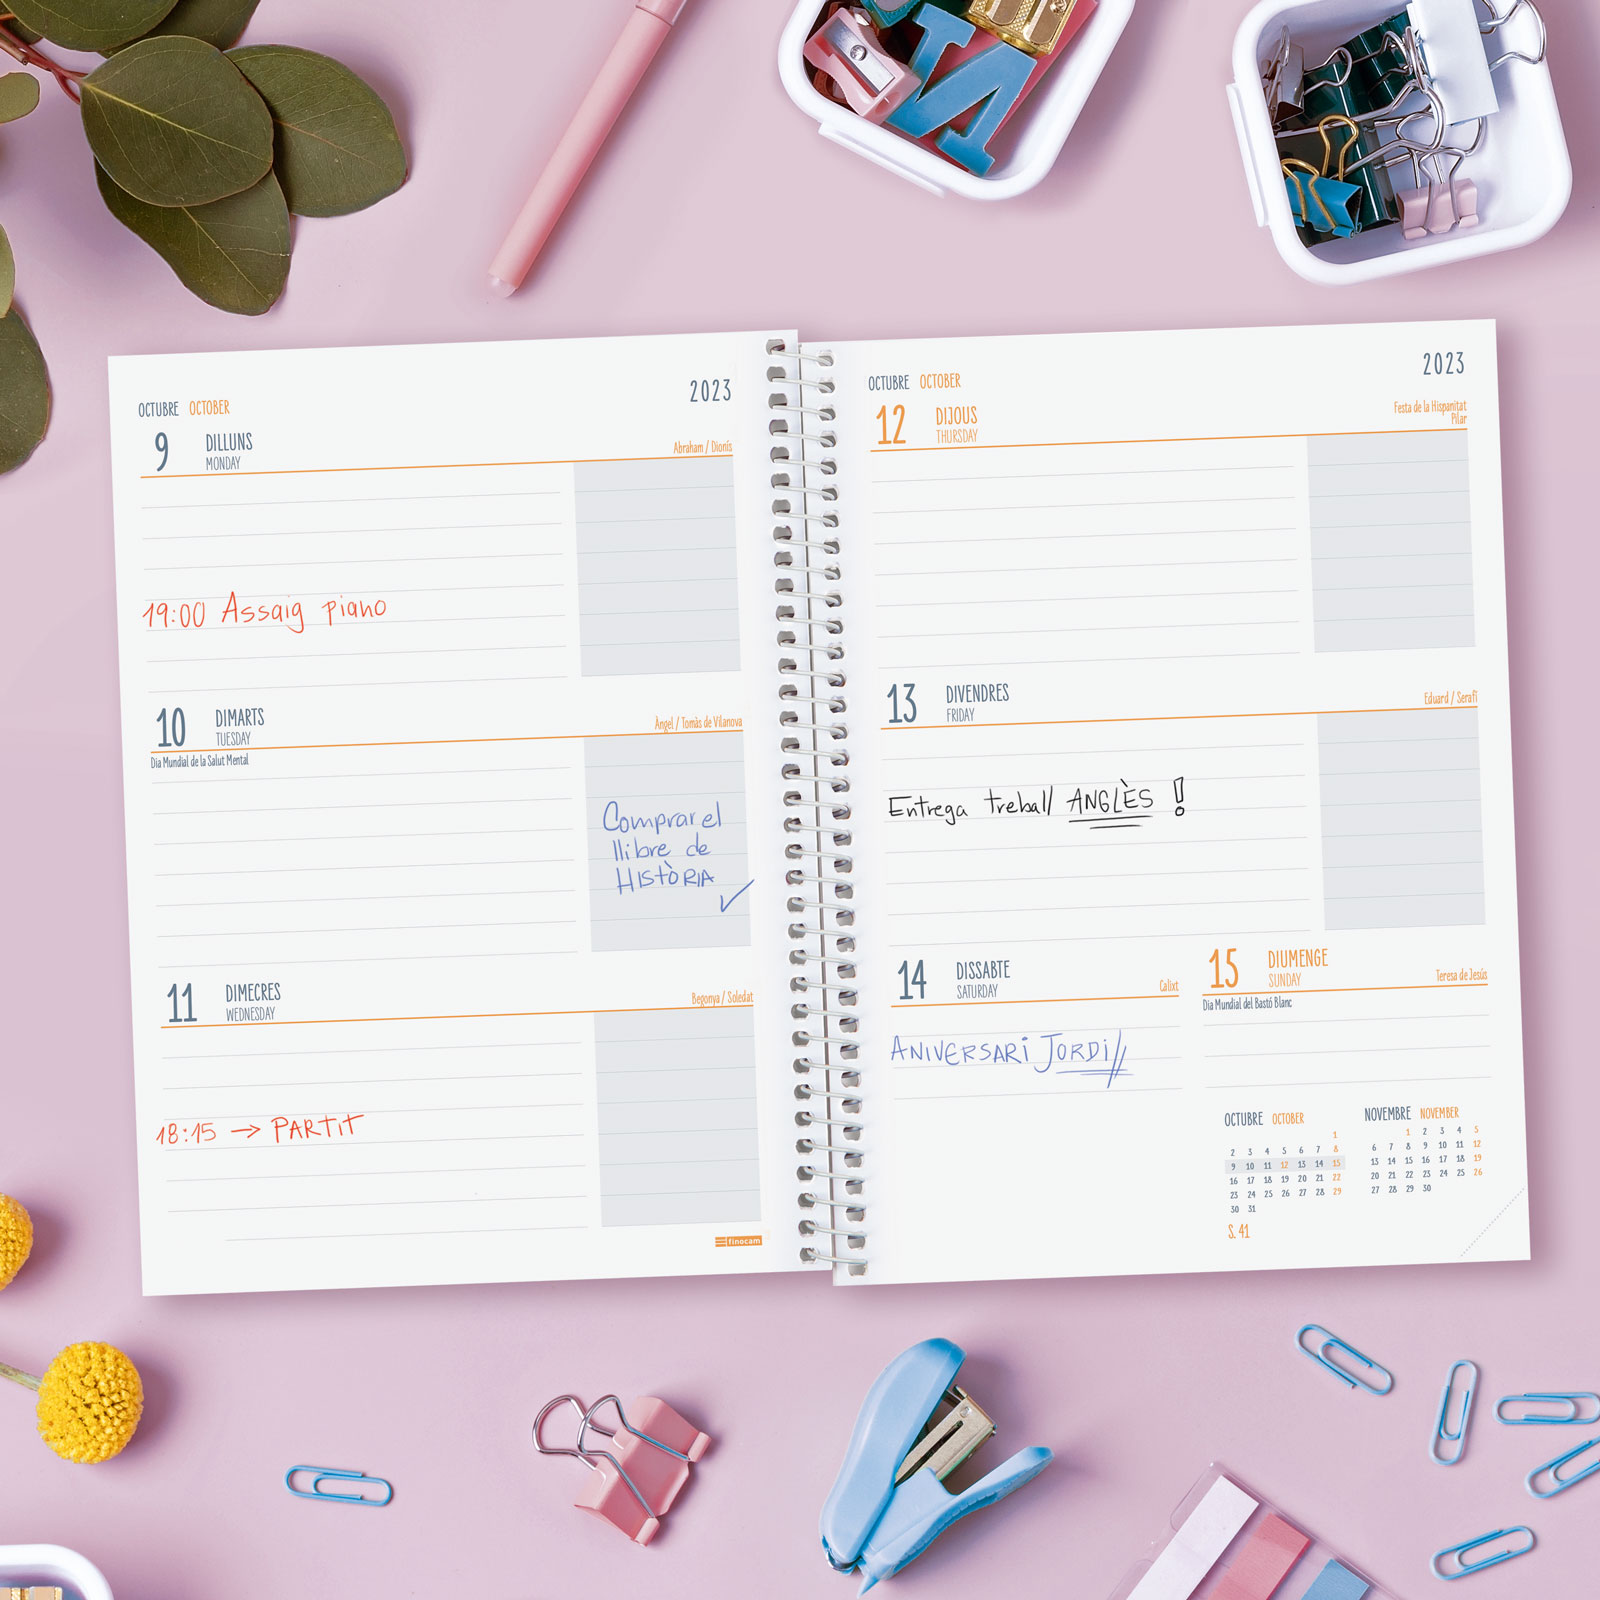 OCTUBRE OCTOBER
2023
9 DILLUNS
MONDAY
Abraham / Dionís
19:00 Assaig piano
10 DIMARTS
TUESDAY
Àngel / Tomàs de Vilanova
Dia Mundial de la Salut Mental
Comprar el
llibre de
HISTÒRIA
11 DIMECRES
WEDNESDAY
Begonya / Soledat
18:15 → PARTIT
finocam
OCTUBRE OCTOBER
2023
12 DIJOUS
THURSDAY
Festa de la Hispanitat
Pilar
13 DIVENDRES
FRIDAY
Eduard / Serafí
Entrega treball ANGLÈS !
14 DISSABTE
SATURDAY
Calixt
ANIVERSARI JORDI//
15 DIUMENGE
SUNDAY
Teresa de Jesús
Dia Mundial del Bastó Blanc
OCTUBRE OCTOBER
1
2 3 4 5 6 7 8
9 10 11 12 13 14 15
16 17 18 19 20 21 22
23 24 25 26 27 28 29
30 31
S. 41
NOVEMBRE NOVEMBER
1 2 3 4 5
6 7 8 9 10 11 12
13 14 15 16 17 18 19
20 21 22 23 24 25 26
27 28 29 30